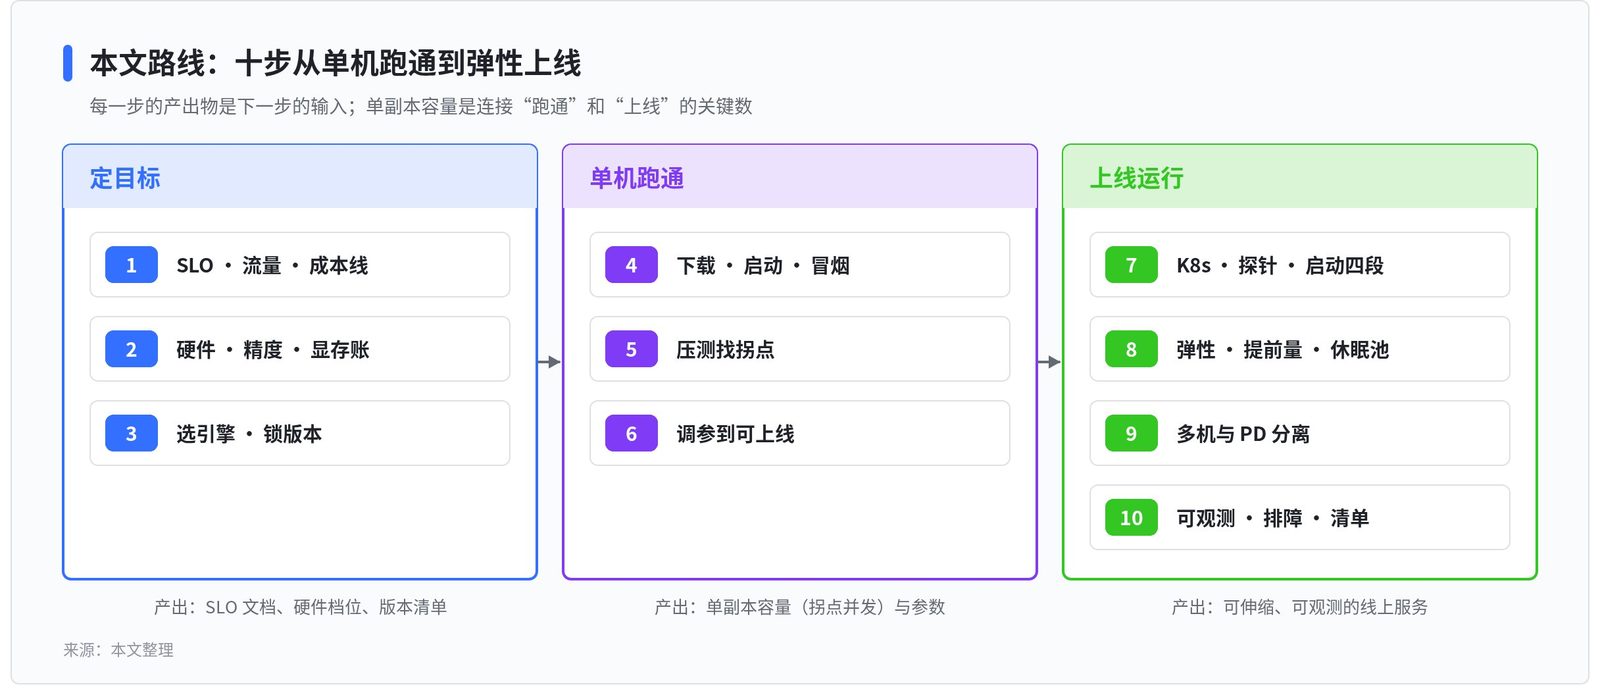 本文路线：十步从单机跑通到弹性上线
每一步的产出物是下一步的输入；单副本容量是连接“跑通”和“上线”的关键数
定目标
1 SLO · 流量 · 成本线
2 硬件 · 精度 · 显存账
3 选引擎 · 锁版本
产出：SLO 文档、硬件档位、版本清单
单机跑通
4 下载 · 启动 · 冒烟
5 压测找拐点
6 调参到可上线
产出：单副本容量（拐点并发）与参数
上线运行
7 K8s · 探针 · 启动四段
8 弹性 · 提前量 · 休眠池
9 多机与 PD 分离
10 可观测 · 排障 · 清单
产出：可伸缩、可观测的线上服务
来源：本文整理